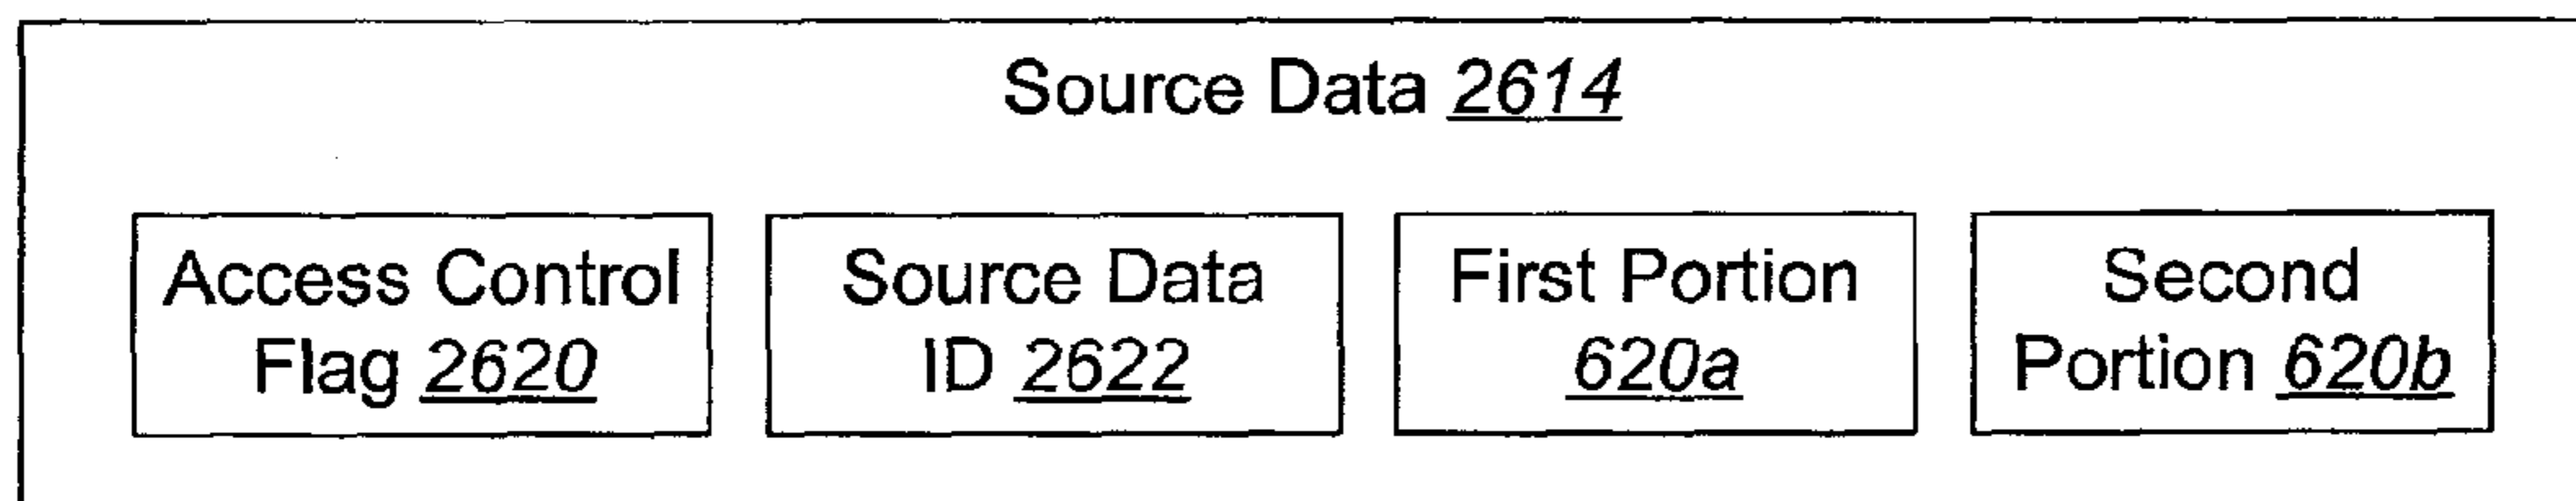 Source Data 2614
Access Control
Flag 2620
Source Data
ID 2622
First Portion
620a
Second
Portion 620b